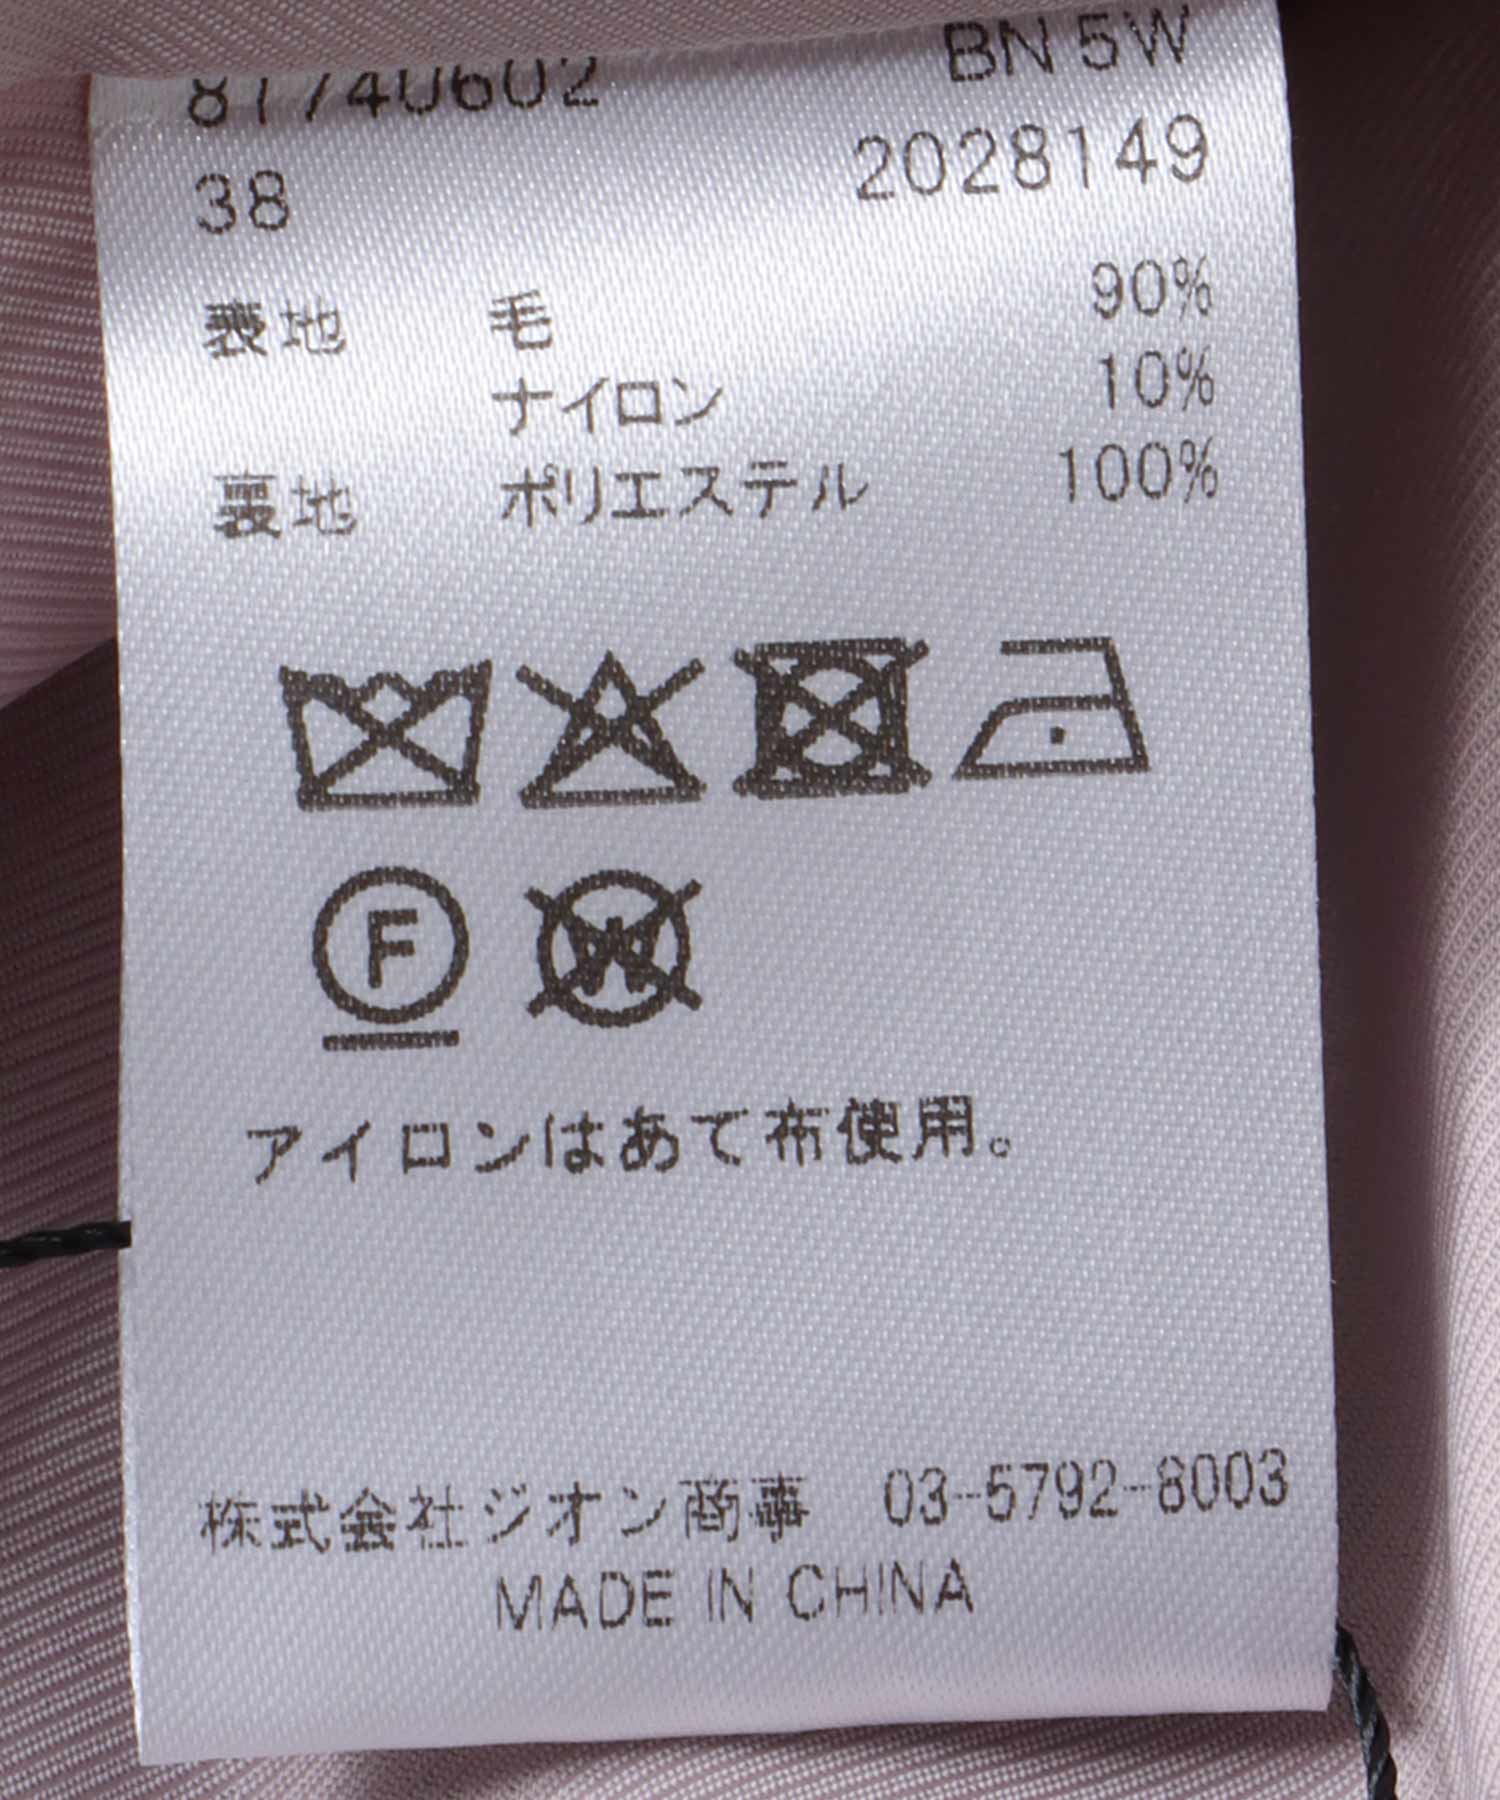 81740602 BN 5W
38 2028149
表地 毛 90%
ナイロン 10%
裏地 ポリエステル 100%
F W
アイロンはあて布使用。
株式会社ジオン商事 03-5792-8003
MADE IN CHINA